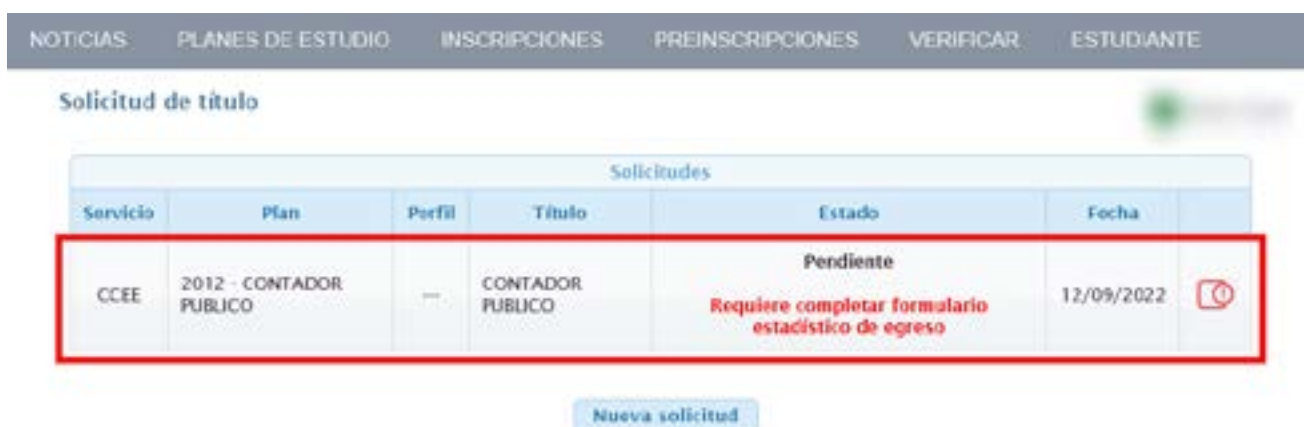 NOTICIAS PLANES DE ESTUDIO INSCRIPCIONES PREINSCRIPCIONES VERIFICAR ESTUDIANTE
Solicitud de título
Solicitudes
Servicio Plan Perfil Título Estado Fecha
CCEE 2012 - CONTADOR PUBLICO --- CONTADOR PUBLICO Pendiente 12/09/2022
Requiere completar formulario
estadístico de egreso
Nueva solicitud